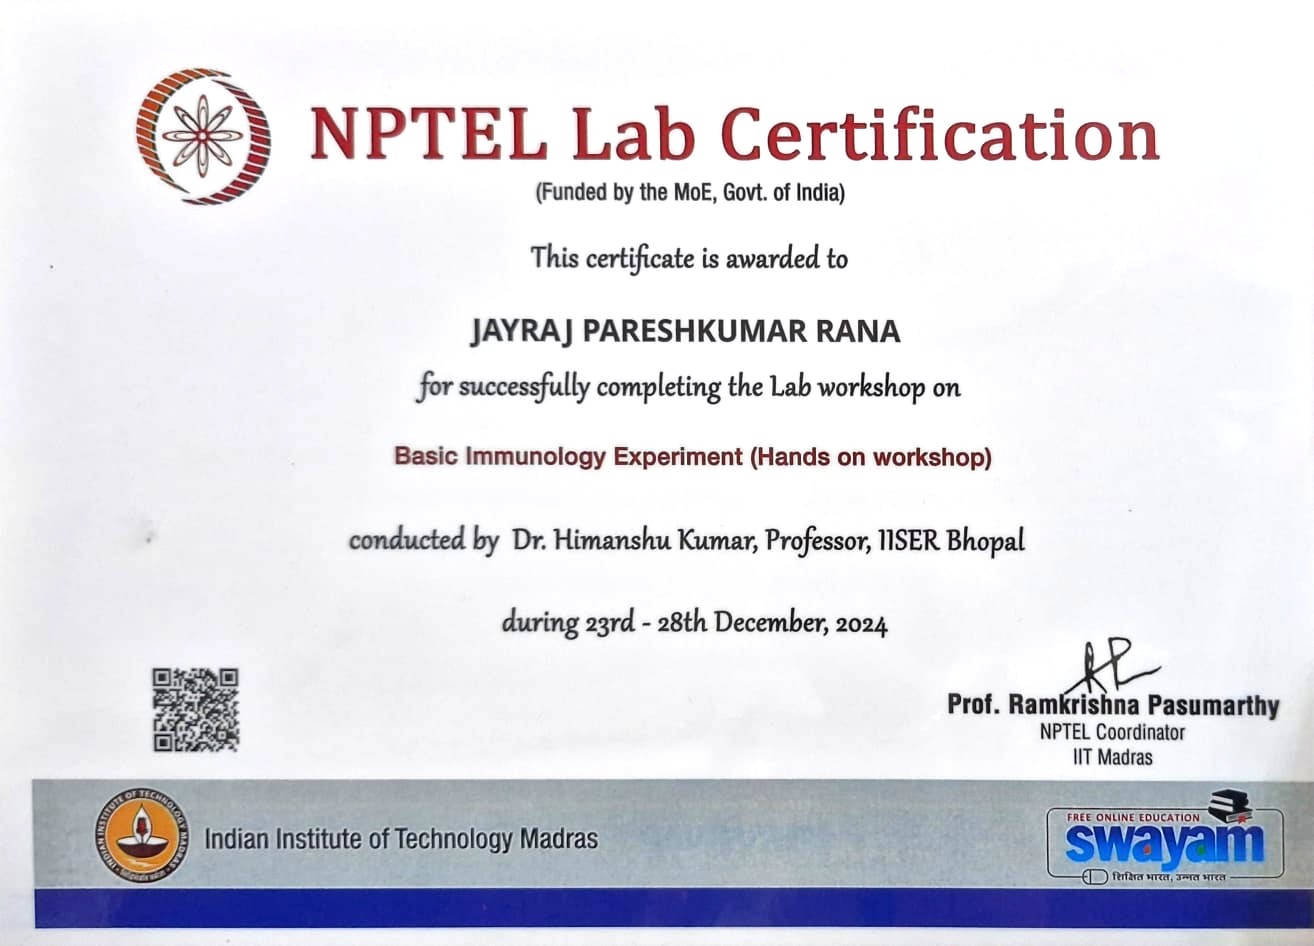 NPTEL Lab Certification
(Funded by the MoE, Govt. of India)
This certificate is awarded to
JAYRAJ PARESHKUMAR RANA
for successfully completing the Lab workshop on
Basic Immunology Experiment (Hands on workshop)
conducted by Dr. Himanshu Kumar, Professor, IISER Bhopal
during 23rd - 28th December, 2024
Prof. Ramkrishna Pasumarthy
NPTEL Coordinator
IIT Madras
INDIAN INSTITUTE OF TECHNOLOGY MADRAS
Indian Institute of Technology Madras
FREE ONLINE EDUCATION
swayam
शिक्षित भारत, उन्नत भारत